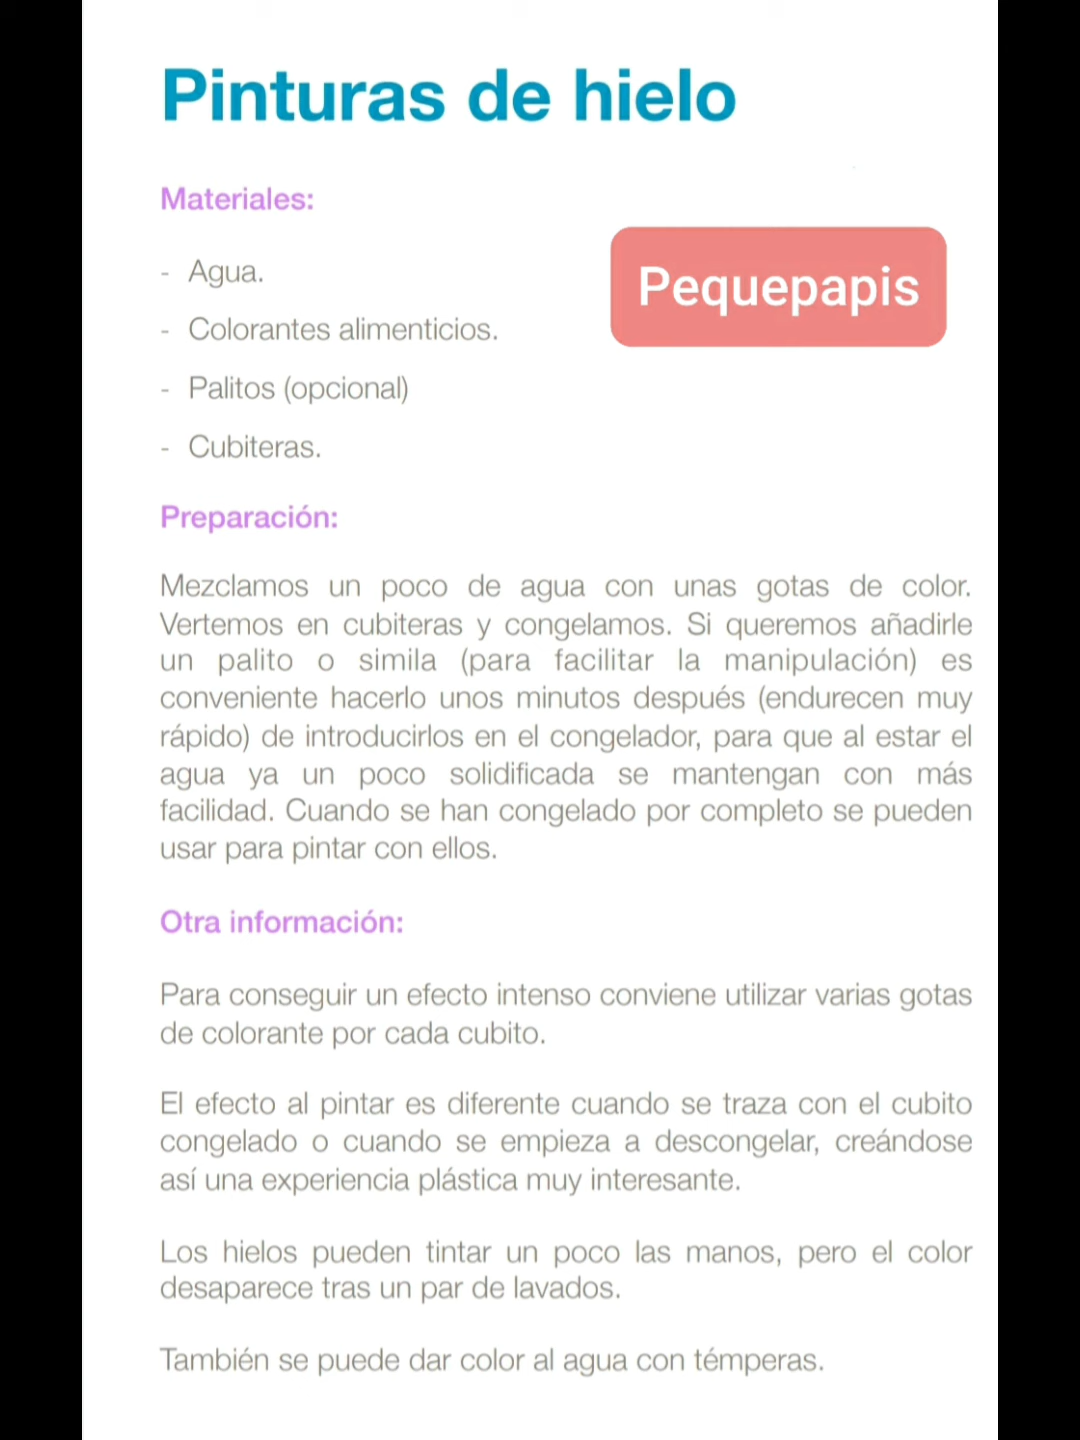 Pinturas de hielo
Materiales:
- Agua.
Pequepapis
- Colorantes alimenticios.
- Palitos (opcional)
- Cubiteras.
Preparación:
Mezclamos un poco de agua con unas gotas de color.
Vertemos en cubiteras y congelamos. Si queremos añadirle
un palito o simila (para facilitar la manipulación) es
conveniente hacerlo unos minutos después (endurecen muy
rápido) de introducirlos en el congelador, para que al estar el
agua ya un poco solidificada se mantengan con más
facilidad. Cuando se han congelado por completo se pueden
usar para pintar con ellos.
Otra información:
Para conseguir un efecto intenso conviene utilizar varias gotas
de colorante por cada cubito.
El efecto al pintar es diferente cuando se traza con el cubito
congelado o cuando se empieza a descongelar, creándose
así una experiencia plástica muy interesante.
Los hielos pueden tintar un poco las manos, pero el color
desaparece tras un par de lavados.
También se puede dar color al agua con témperas.